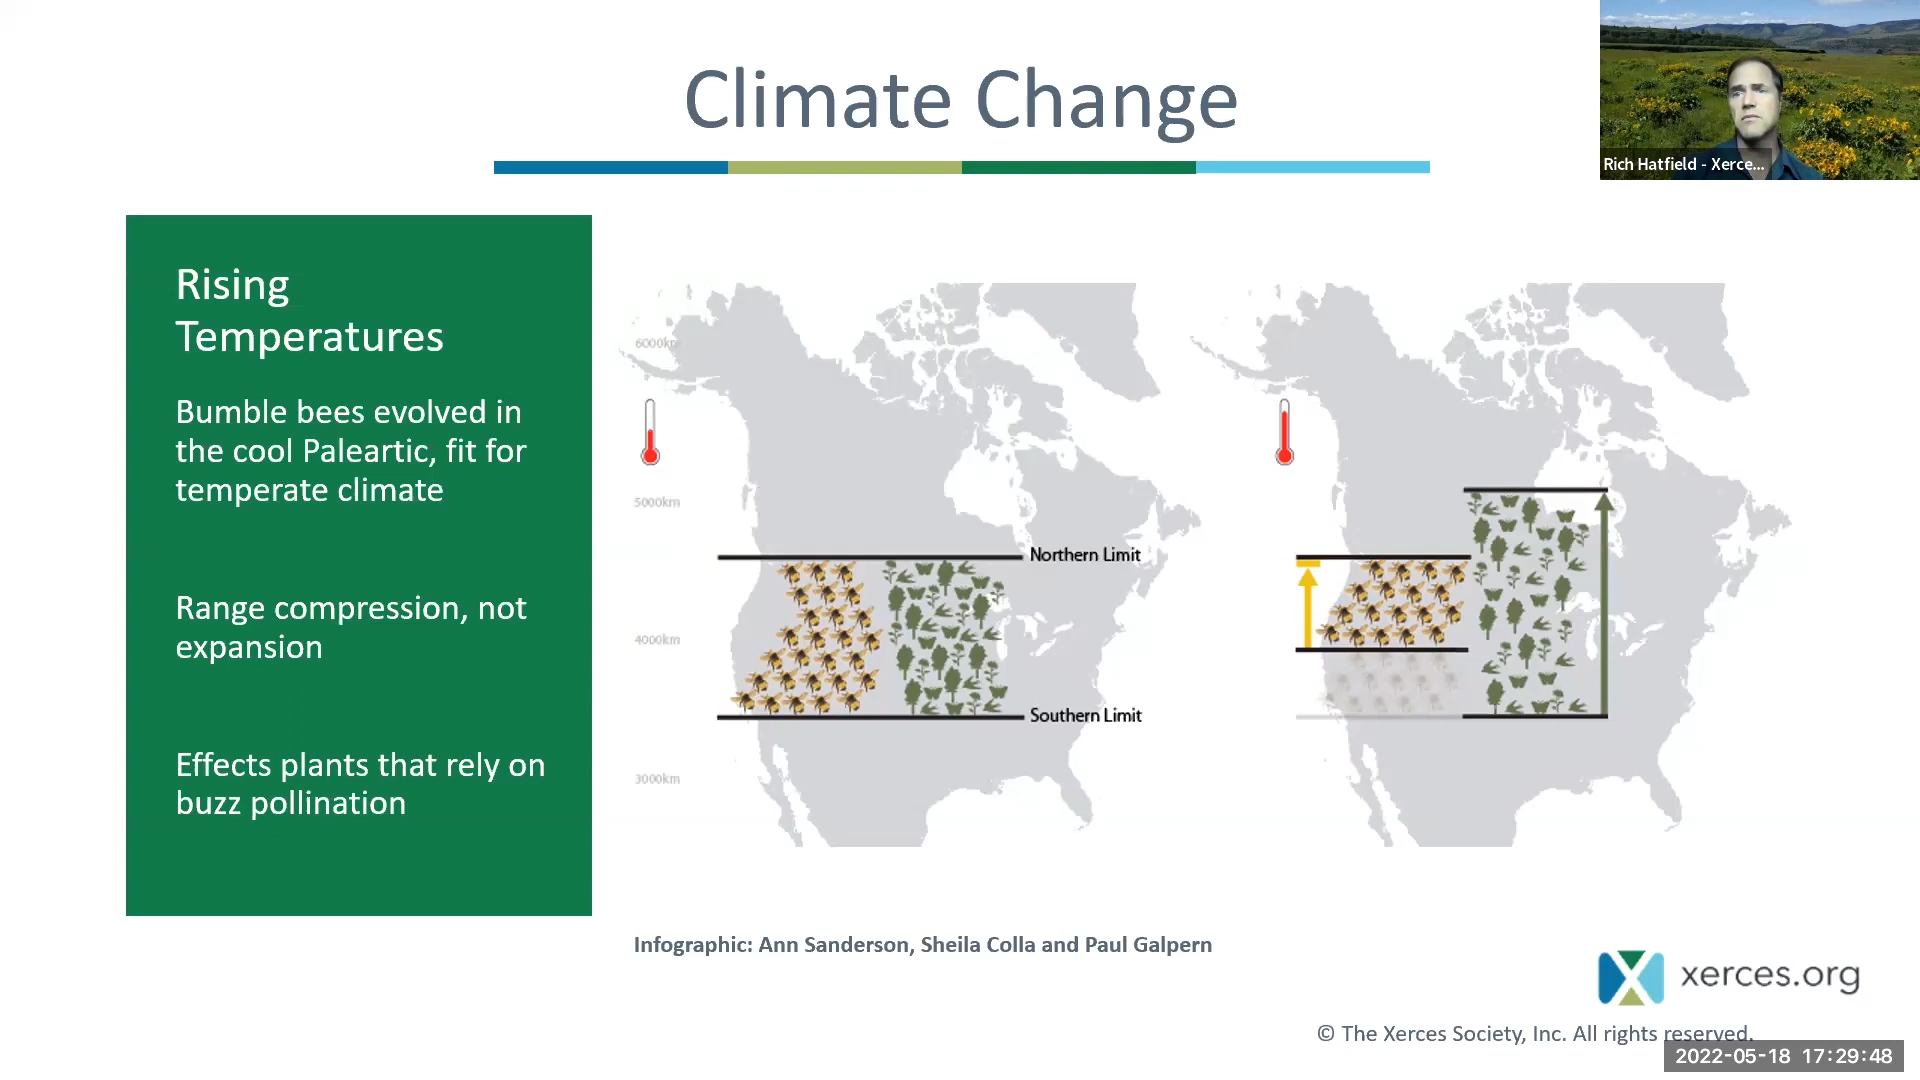 Climate Change
Rich Hatfield - Xerce...
Rising
Temperatures
Bumble bees evolved in
the cool Paleartic, fit for
temperate climate
Range compression, not
expansion
Effects plants that rely on
buzz pollination
6000km
5000km
4000km
3000km
Northern Limit
Southern Limit
Infographic: Ann Sanderson, Sheila Colla and Paul Galpern
xerces.org
© The Xerces Society, Inc. All rights reserved.
2022-05-18 17:29:48